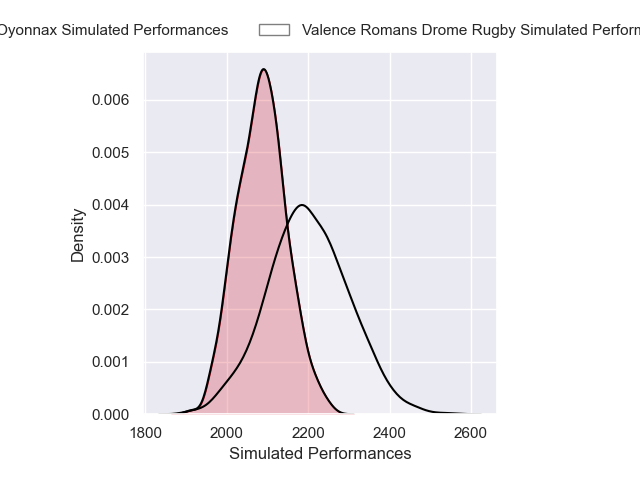 Oyonnax Simulated Performances Valence Romans Drome Rugby Simulated Perform
0.006
0.005
0.004
0.003
0.002
0.001
0.000
Density
1800 2000 2200 2400 2600
Simulated Performances